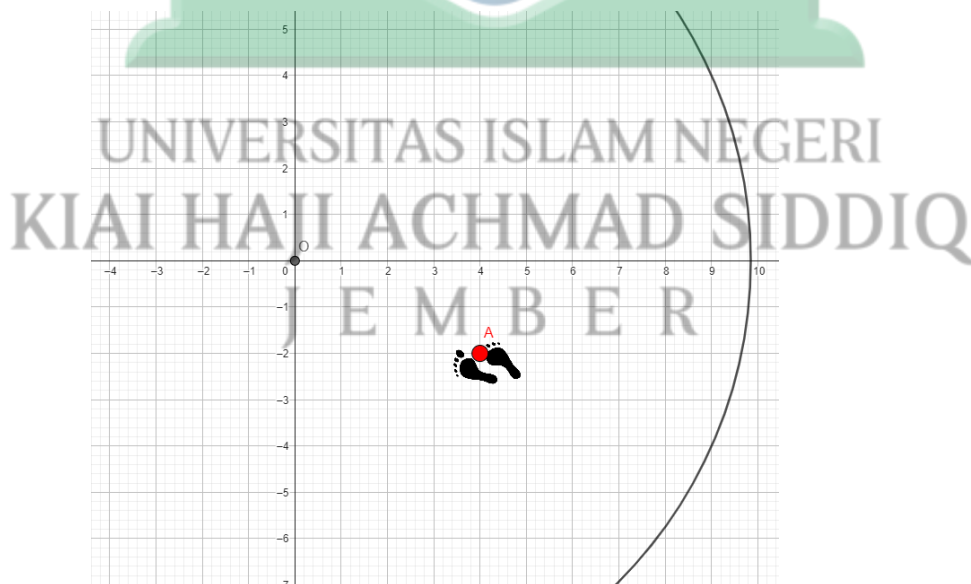 5
4
UNIVERSITAS ISLAM NEGERI
3
2
KIAI HAJI ACHMAD SIDDIQ
1
O
–4 –3 –2 –1 0 1 2 3 4 5 6 7 8 9 10
JEMBER
–1
A
–2
–3
–4
–5
–6